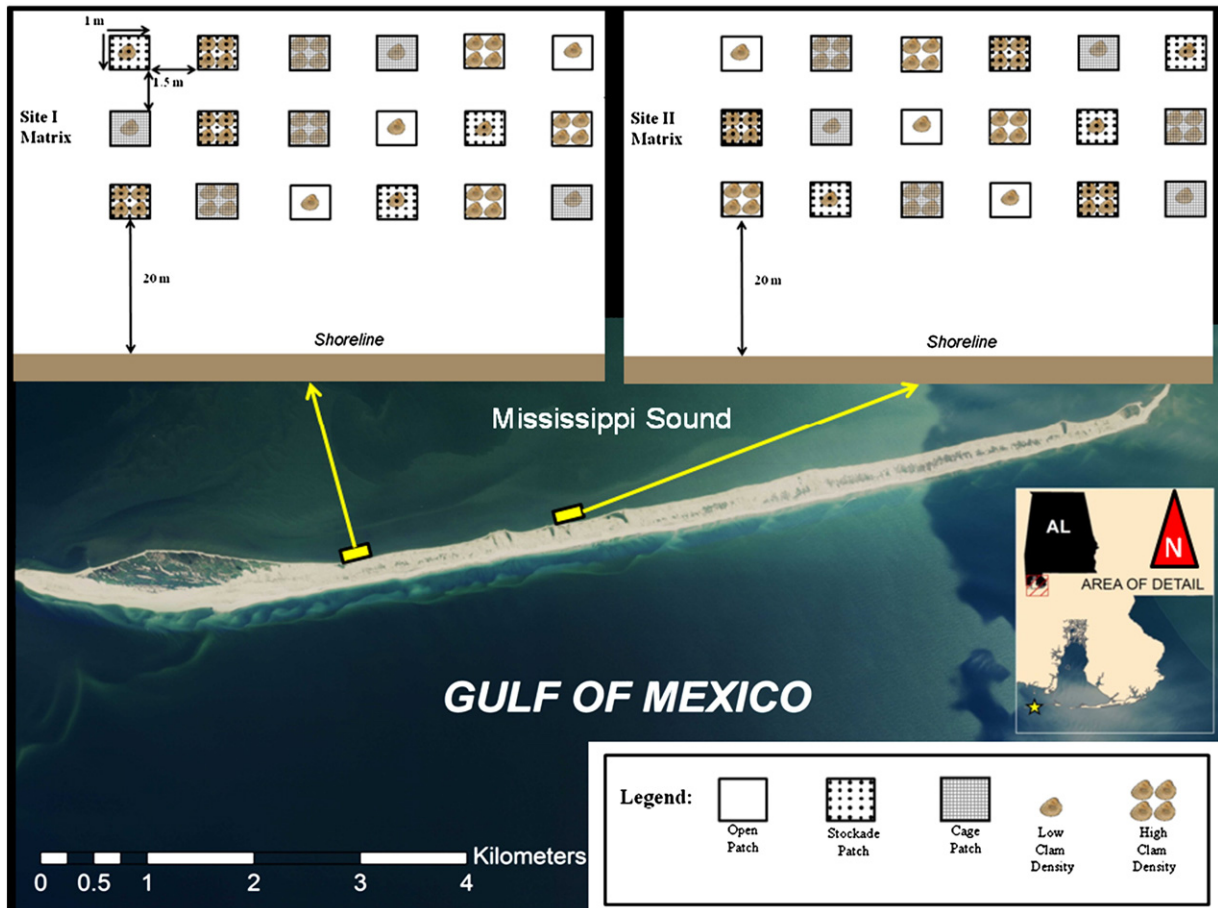 1 m
1.5 m
Site I
Matrix
20 m
Shoreline
Site II
Matrix
20 m
Shoreline
Mississippi Sound
AL
N
AREA OF DETAIL
GULF OF MEXICO
Legend:
Open
Patch
Stockade
Patch
Cage
Patch
Low
Clam
Density
High
Clam
Density
Kilometers
0 0.5 1 2 3 4